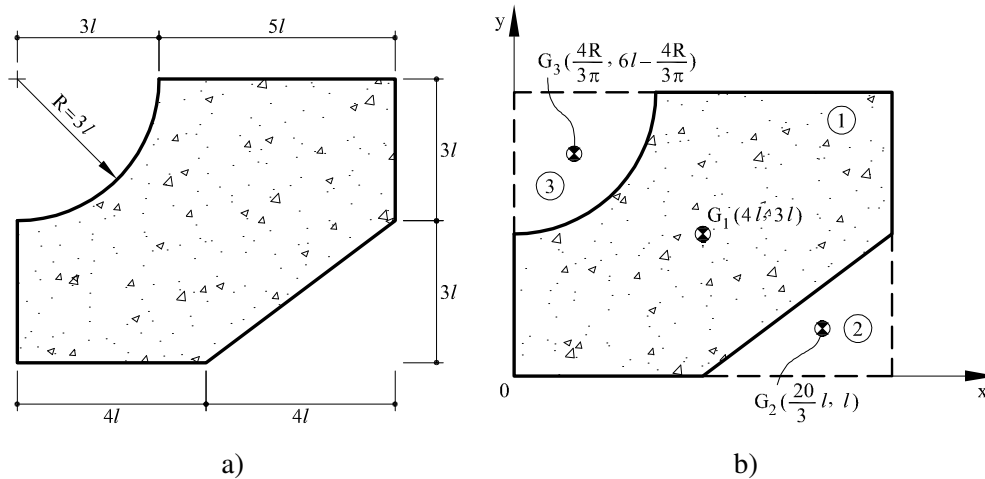 3l
5l
R=3l
3l
3l
4l
4l
a)
y
G3(4R/3π, 6l−4R/3π)
1
3
G1(4l, 3l)
2
0
x
G2(20/3 l, l)
b)